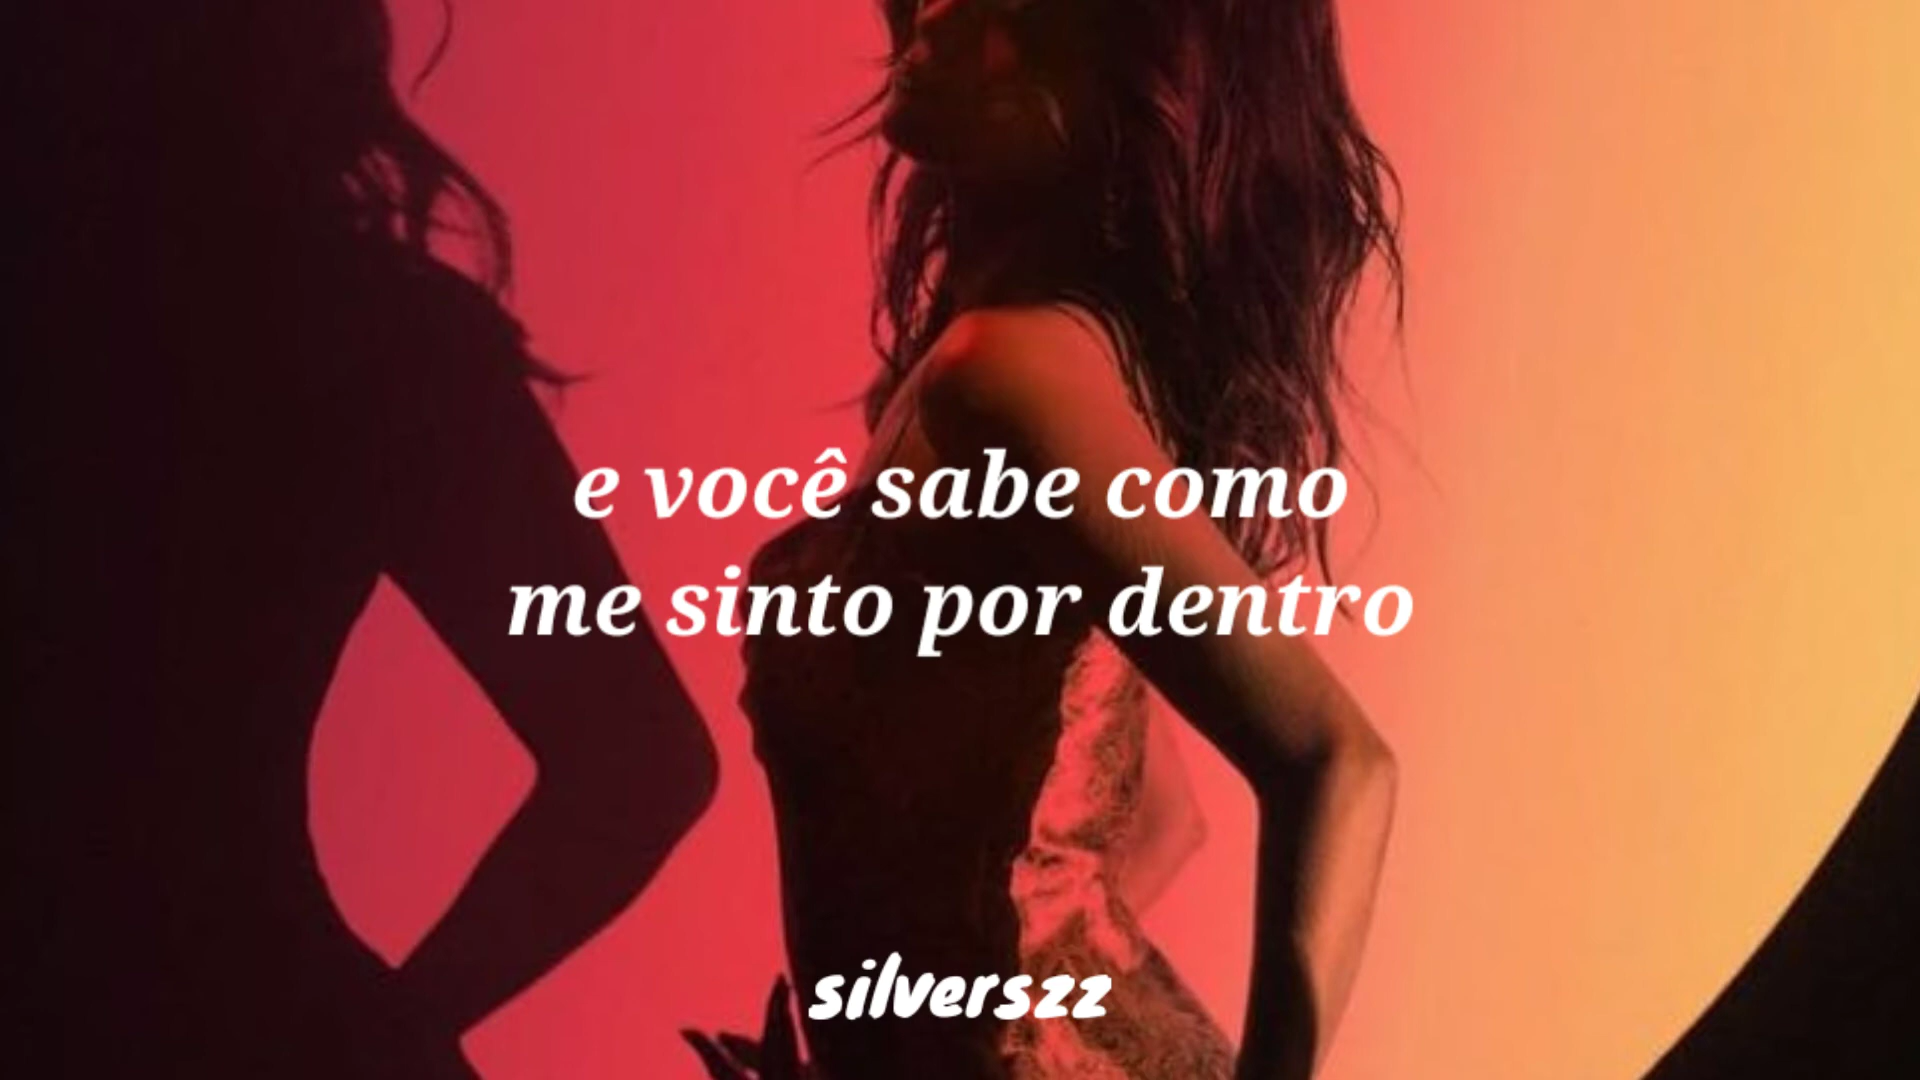 e você sabe como
me sinto por dentro
silverszz